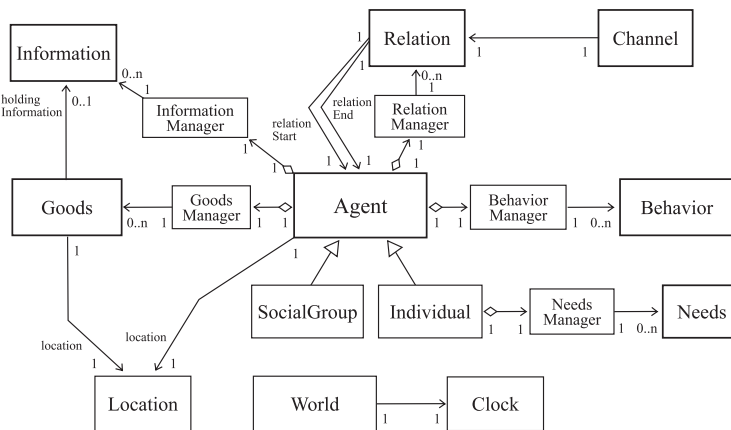 Information
Relation
Channel
1
1
1
1
0..n
1
0..n
1
holding
Information
0..1
Information
Manager
relation
Start
relation
End
Relation
Manager
1
1
1
1
1
1
Goods
Goods
Manager
Agent
Behavior
Manager
Behavior
0..n
1
1
1
1
1
1
0..n
1
1
SocialGroup
Individual
Needs
Manager
Needs
1
1
1
0..n
location
location
1
1
Location
World
Clock
1
1